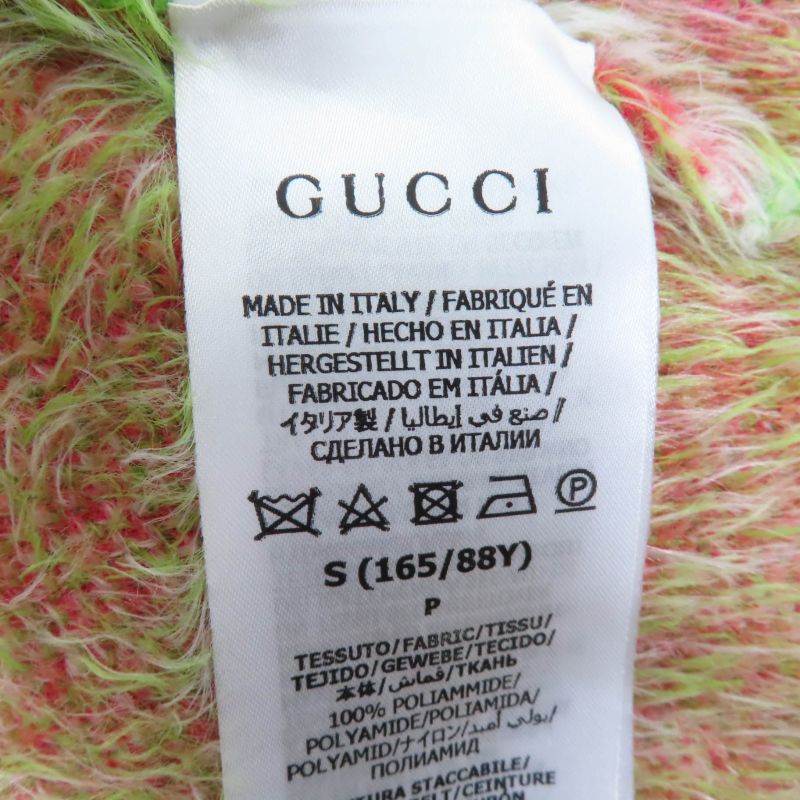 GUCCI
MADE IN ITALY / FABRIQUÉ EN
ITALIE / HECHO EN ITALIA /
HERGESTELLT IN ITALIEN /
FABRICADO EM ITÁLIA /
イタリア製 / صنع في إيطاليا /
СДЕЛАНО В ИТАЛИИ
P
S (165/88Y)
P
TESSUTO/FABRIC/TISSU/
TEJIDO/GEWEBE/TECIDO/
本体/قماش/ТКАНЬ
100% POLIAMMIDE/
POLYAMIDE/POLIAMIDA/
POLYAMID/ナイロン/بولي أميد/
ПОЛИАМИД
STACCABILE/
/CEINTURE